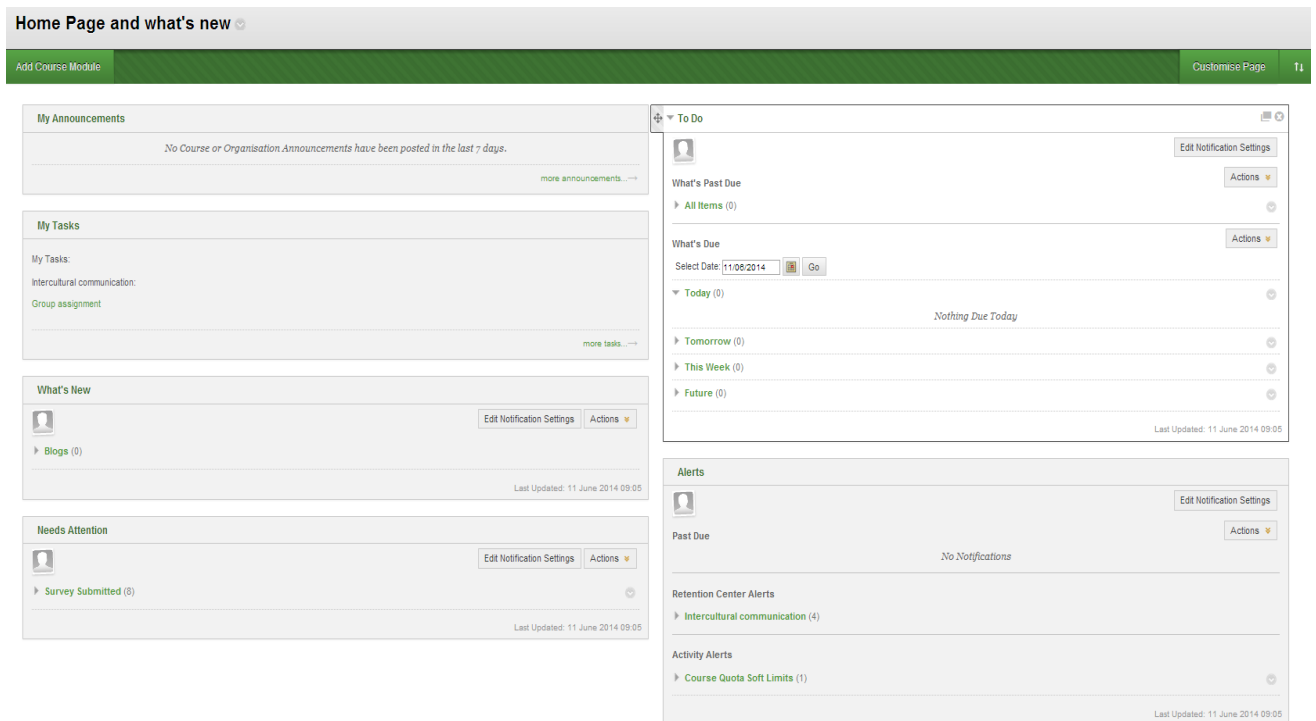 Home Page and what's new
Add Course Module
Customise Page
My Announcements
No Course or Organisation Announcements have been posted in the last 7 days.
more announcements...→
My Tasks
My Tasks:
Intercultural communication:
Group assignment
more tasks...→
What's New
Edit Notification Settings Actions
Blogs (0)
Last Updated: 11 June 2014 09:05
Needs Attention
Edit Notification Settings Actions
Survey Submitted (8)
Last Updated: 11 June 2014 09:05
To Do
Edit Notification Settings
Actions
What's Past Due
All Items (0)
Actions
What's Due
Select Date: 11/06/2014 Go
Today (0)
Nothing Due Today
Tomorrow (0)
This Week (0)
Future (0)
Last Updated: 11 June 2014 09:05
Alerts
Edit Notification Settings
Actions
Past Due
No Notifications
Retention Center Alerts
Intercultural communication (4)
Activity Alerts
Course Quota Soft Limits (1)
Last Updated: 11 June 2014 09:05